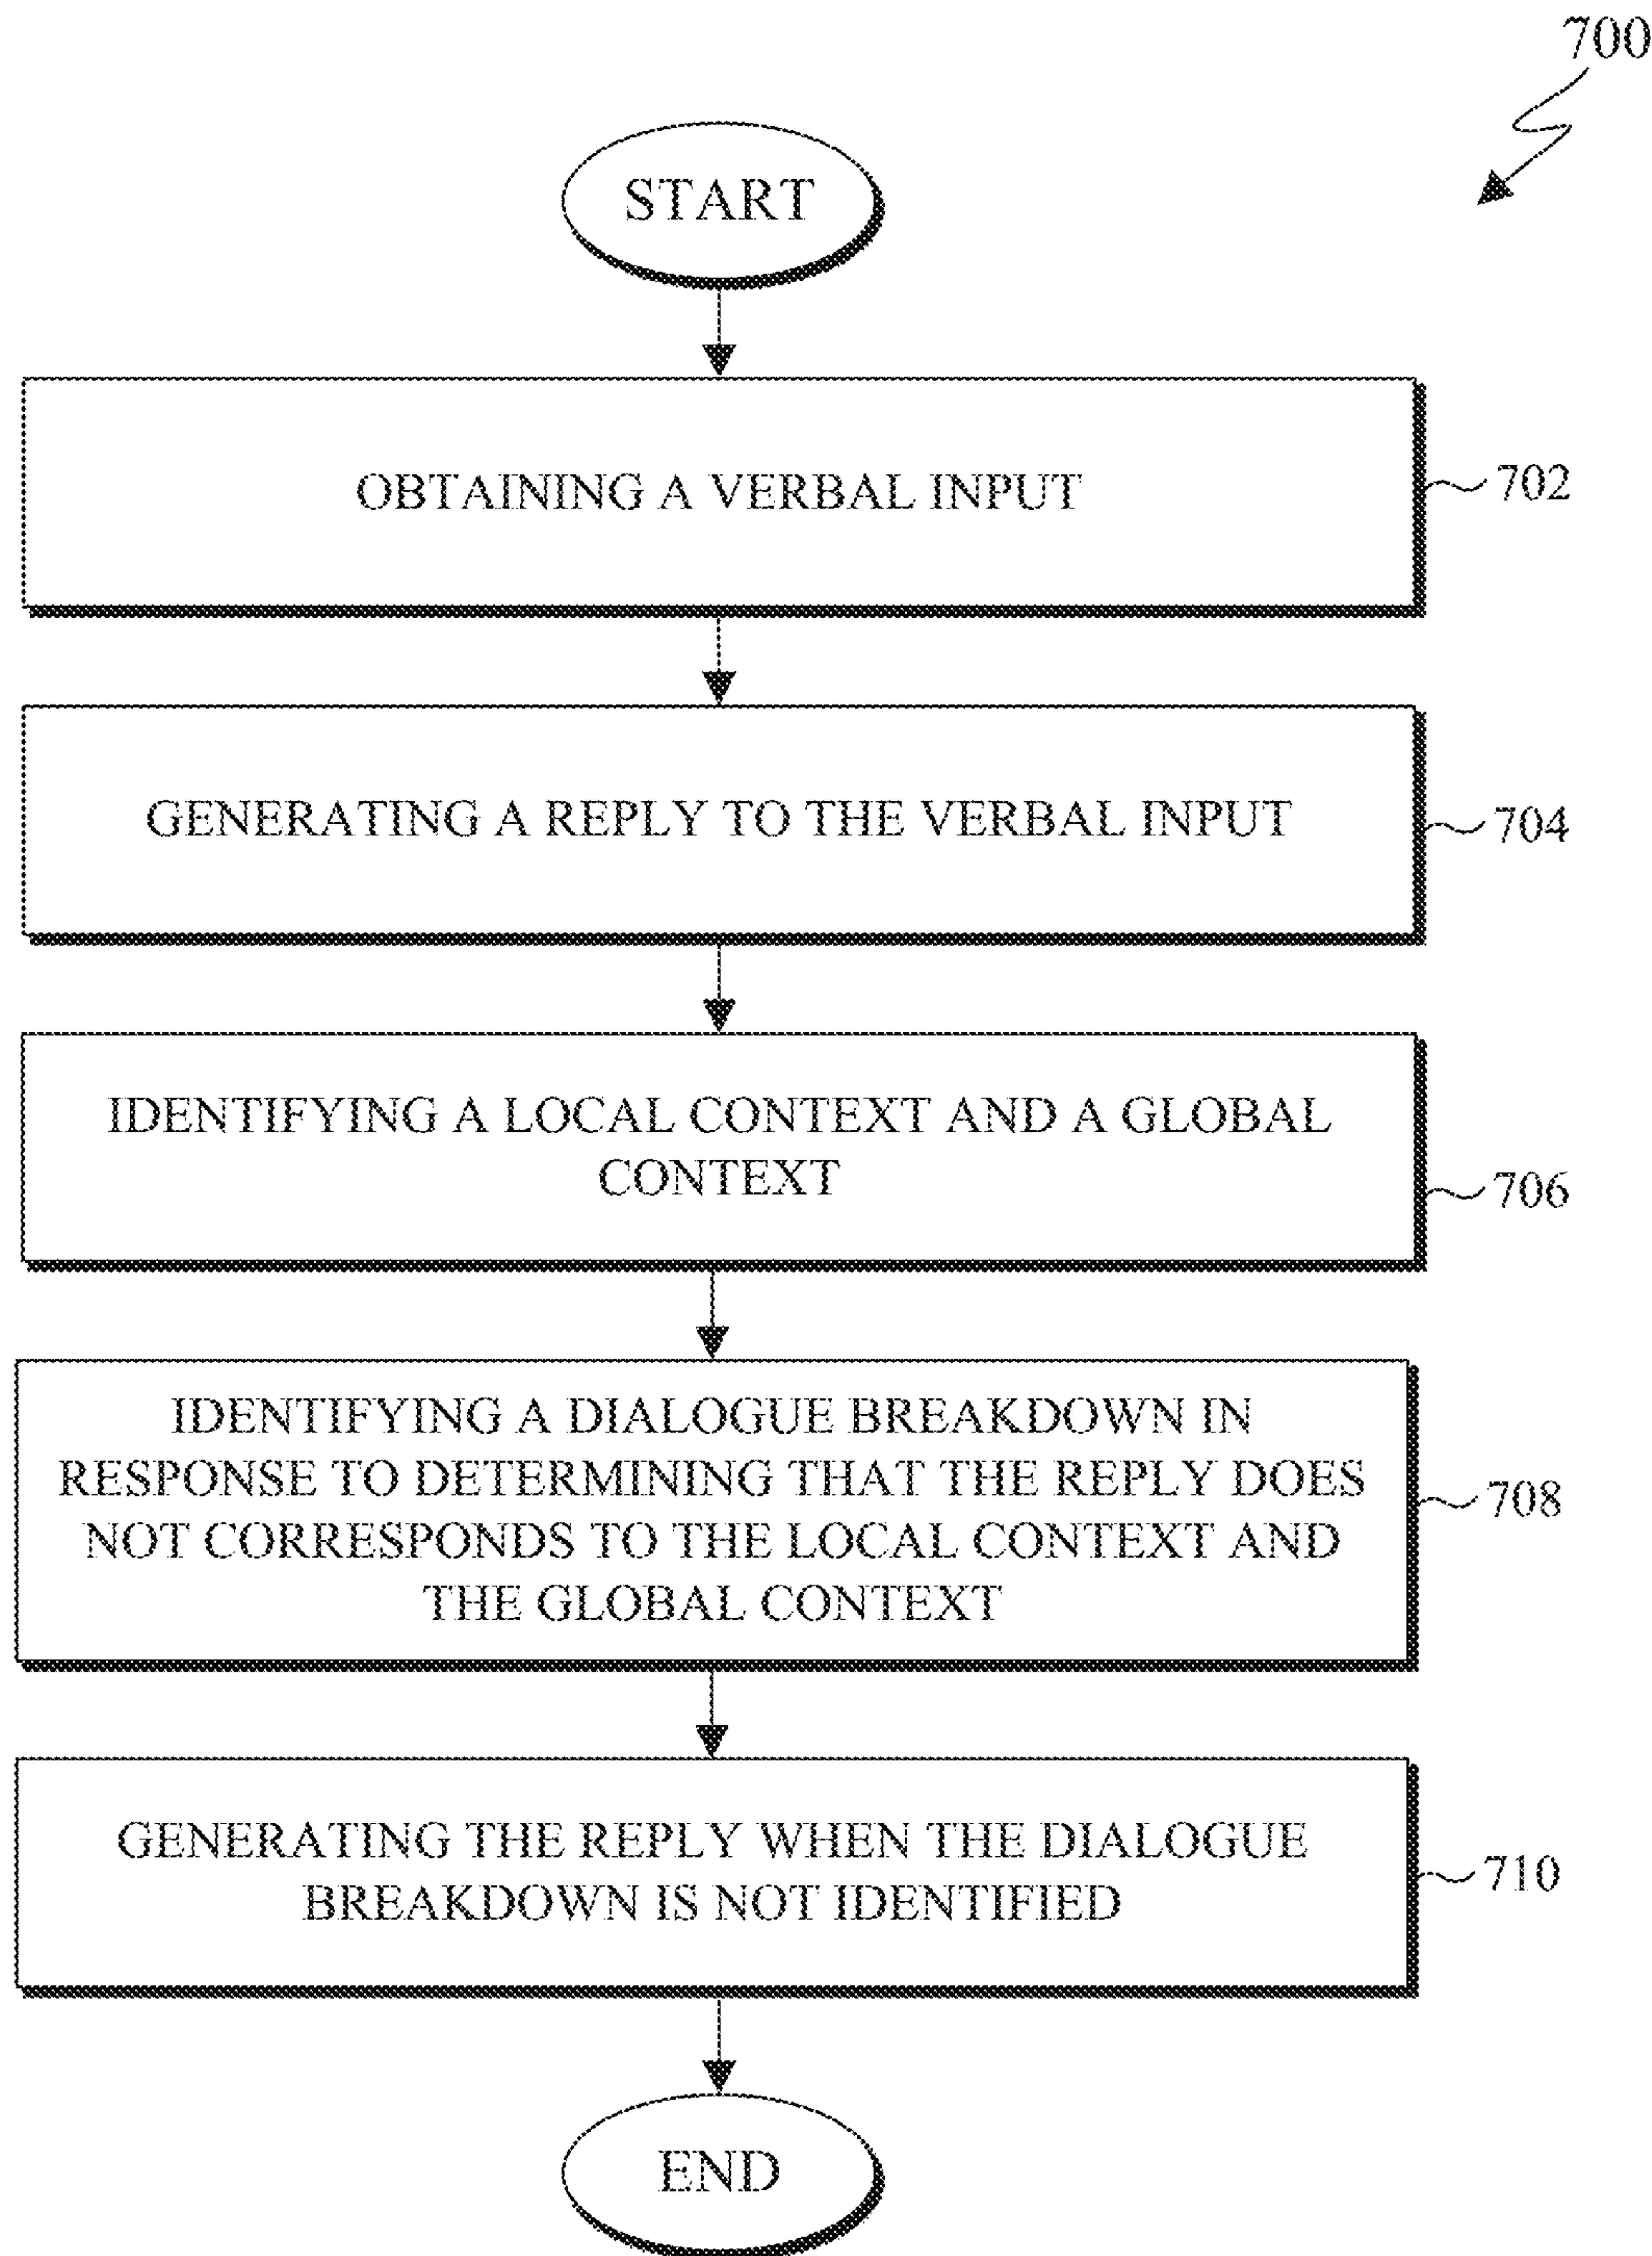 700
START
OBTAINING A VERBAL INPUT
702
GENERATING A REPLY TO THE VERBAL INPUT
704
IDENTIFYING A LOCAL CONTEXT AND A GLOBAL
CONTEXT
706
IDENTIFYING A DIALOGUE BREAKDOWN IN
RESPONSE TO DETERMINING THAT THE REPLY DOES
NOT CORRESPONDS TO THE LOCAL CONTEXT AND
THE GLOBAL CONTEXT
708
GENERATING THE REPLY WHEN THE DIALOGUE
BREAKDOWN IS NOT IDENTIFIED
710
END